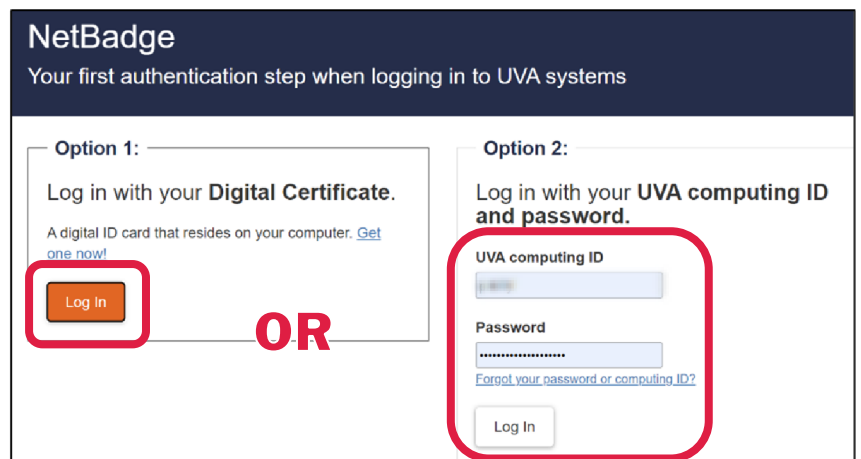 NetBadge
Your first authentication step when logging in to UVA systems
Option 1:
Log in with your Digital Certificate.
A digital ID card that resides on your computer. Get
one now!
Log In
OR
Option 2:
Log in with your UVA computing ID
and password.
UVA computing ID
Password
Forgot your password or computing ID?
Log In